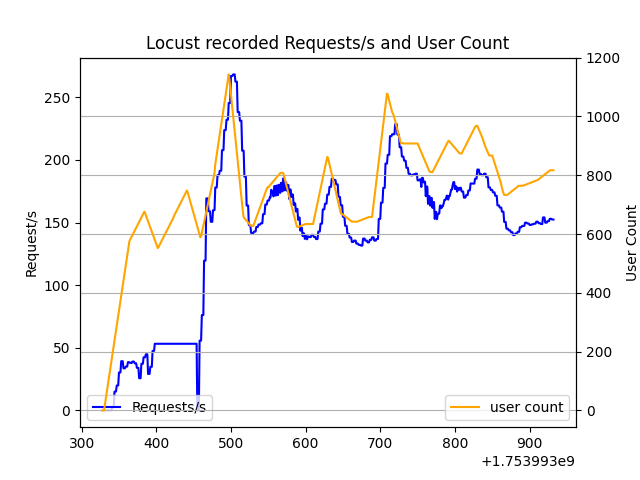 Locust recorded Requests/s and User Count
Request/s
250
200
150
100
50
0
1200
1000
800
600
400
200
0
User Count
Requests/s
user count
300 400 500 600 700 800 900
+1.753993e9